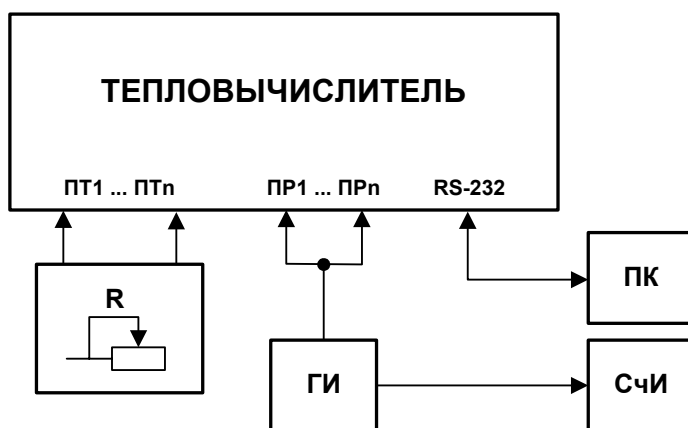 ТЕПЛОВЫЧИСЛИТЕЛЬ
ПТ1 ... ПТn ПР1 ... ПРn RS-232
ПК
R
ГИ
СчИ